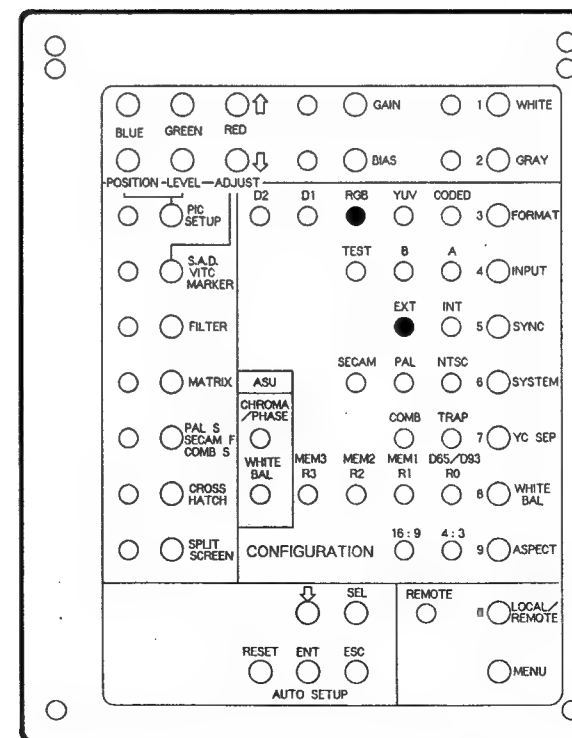 GAIN 1 WHITE
BLUE GREEN RED
BIAS 2 GRAY
POSITION LEVEL ADJUST
D2 D1 RGB YUV CODED
PIC
SETUP
3 FORMAT
TEST B A
S.A.D.
VITC
MARKER
4 INPUT
EXT INT
FILTER
5 SYNC
SECAM PAL NTSC
MATRIX
ASU
6 SYSTEM
CHROMA
/PHASE
COMB TRAP
PAL S
SECAM F
COMB S
7 YC SEP
WHITE
BAL
MEM3 MEM2 MEM1 D65/D93
R3 R2 R1 R0
CROSS
HATCH
8 WHITE
BAL
16:9 4:3
SPLIT
SCREEN
CONFIGURATION
9 ASPECT
SEL REMOTE
LOCAL/
REMOTE
RESET ENT ESC
MENU
AUTO SETUP